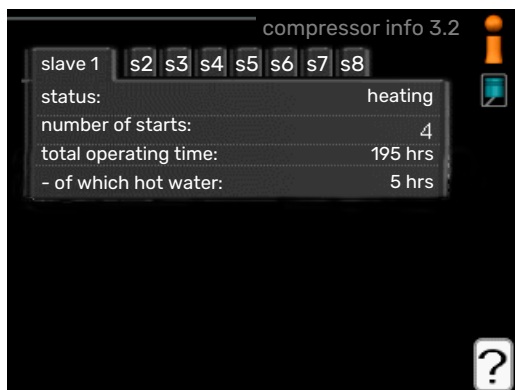 compressor info 3.2
slave 1 s2 s3 s4 s5 s6 s7 s8
status: heating
number of starts: 4
total operating time: 195 hrs
- of which hot water: 5 hrs
?